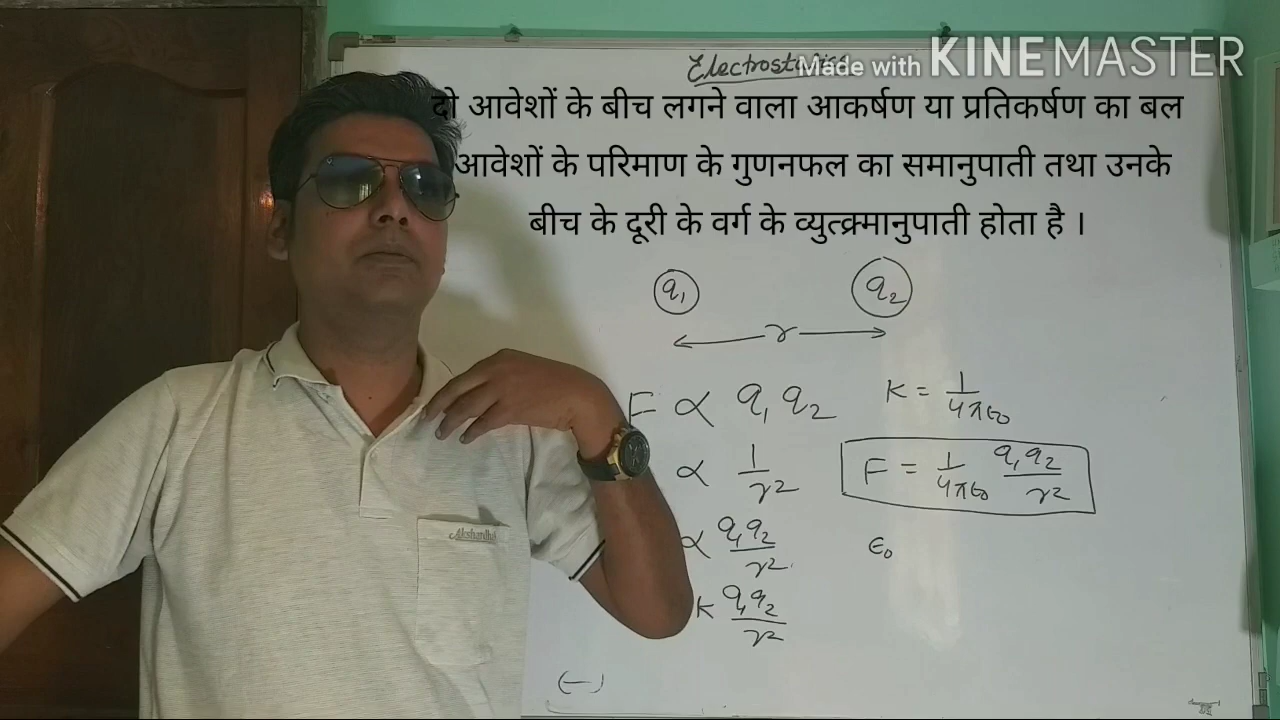 Electrostatics
Made with KINEMASTER
दो आवेशों के बीच लगने वाला आकर्षण या प्रतिकर्षण का बल
आवेशों के परिमाण के गुणनफल का समानुपाती तथा उनके
बीच के दूरी के वर्ग के व्युत्क्र्मानुपाती होता है ।
q₁ q₂
r
F ∝ q₁q₂ K = 1/4πε₀
∝ 1/r² F = 1/4πε₀ q₁q₂/r²
∝ q₁q₂/r² ε₀
K q₁q₂/r²
(−)